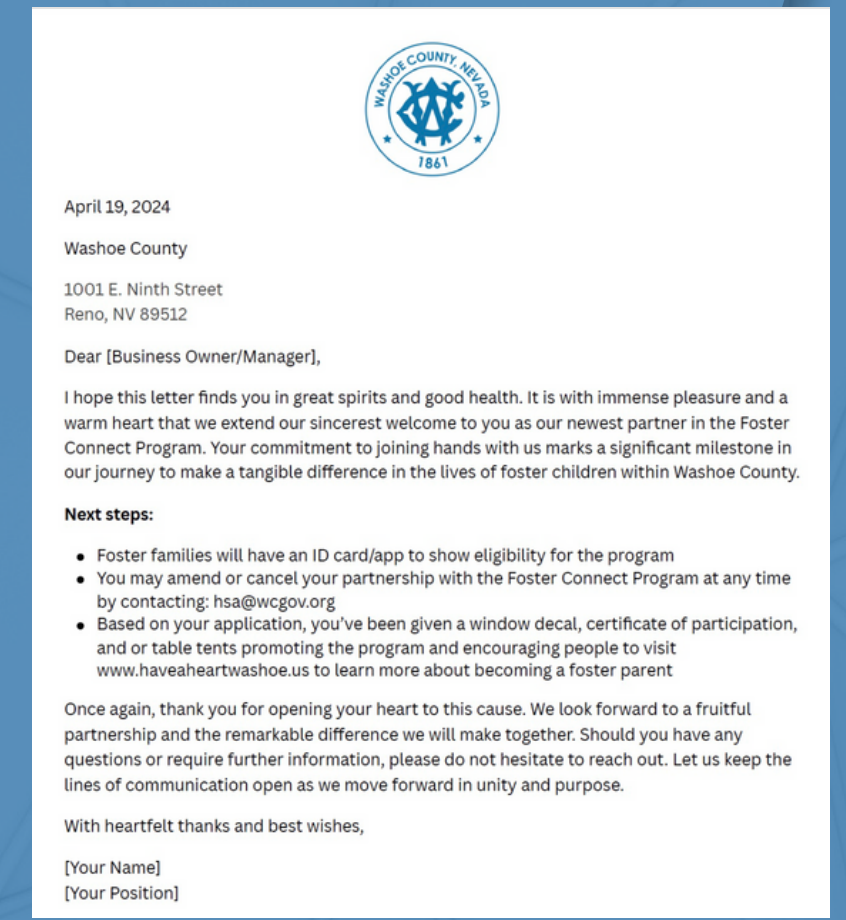 WASHOE COUNTY, NEVADA
1861
April 19, 2024
Washoe County
1001 E. Ninth Street
Reno, NV 89512
Dear [Business Owner/Manager],
I hope this letter finds you in great spirits and good health. It is with immense pleasure and a
warm heart that we extend our sincerest welcome to you as our newest partner in the Foster
Connect Program. Your commitment to joining hands with us marks a significant milestone in
our journey to make a tangible difference in the lives of foster children within Washoe County.
Next steps:
● Foster families will have an ID card/app to show eligibility for the program
● You may amend or cancel your partnership with the Foster Connect Program at any time
by contacting: hsa@wcgov.org
● Based on your application, you’ve been given a window decal, certificate of participation,
and or table tents promoting the program and encouraging people to visit
www.haveaheartwashoe.us to learn more about becoming a foster parent
Once again, thank you for opening your heart to this cause. We look forward to a fruitful
partnership and the remarkable difference we will make together. Should you have any
questions or require further information, please do not hesitate to reach out. Let us keep the
lines of communication open as we move forward in unity and purpose.
With heartfelt thanks and best wishes,
[Your Name]
[Your Position]